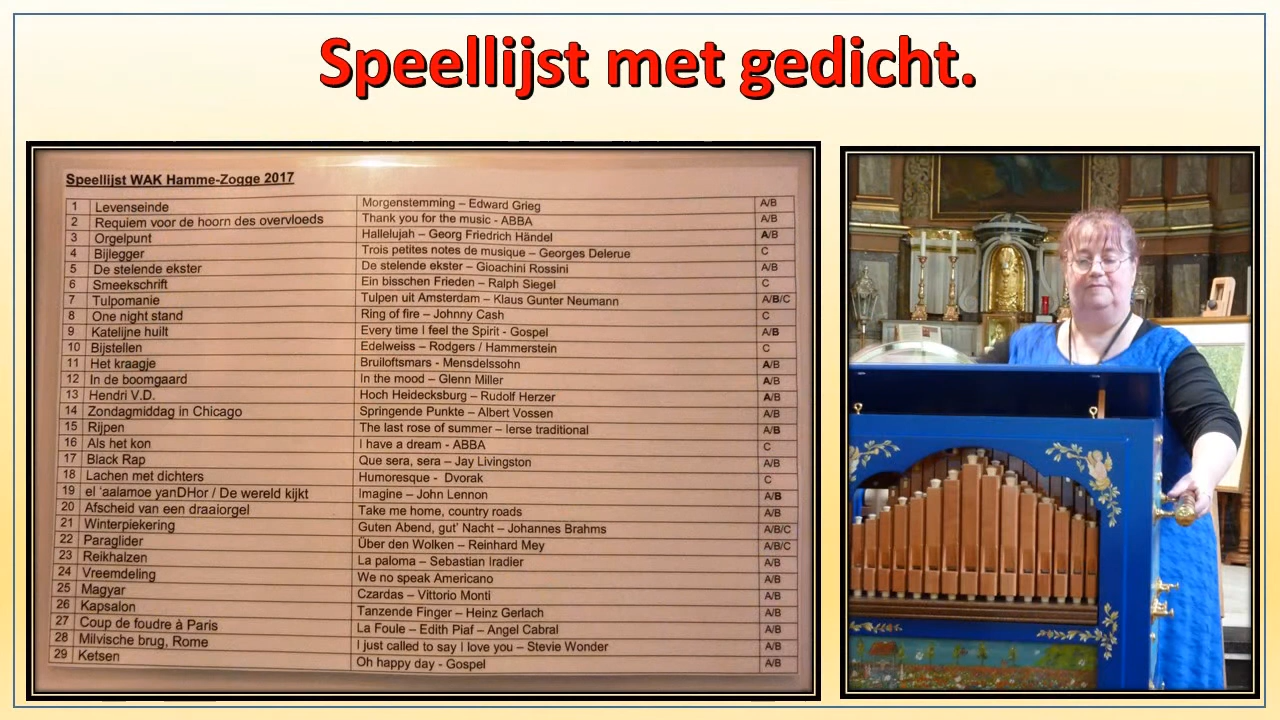 Speellijst met gedicht.
Speellijst WAK Hamme-Zogge 2017
1 Levenseinde Morgenstemming – Edward Grieg A/B
2 Requiem voor de hoorn des overvloeds Thank you for the music - ABBA A/B
3 Orgelpunt Hallelujah – Georg Friedrich Händel A/B
4 Bijlegger Trois petites notes de musique – Georges Delerue C
5 De stelende ekster De stelende ekster – Gioachini Rossini A/B
6 Smeekschrift Ein bisschen Frieden – Ralph Siegel C
7 Tulpomanie Tulpen uit Amsterdam – Klaus Gunter Neumann A/B/C
8 One night stand Ring of fire – Johnny Cash C
9 Katelijne huilt Every time I feel the Spirit - Gospel A/B
10 Bijstellen Edelweiss – Rodgers / Hammerstein C
11 Het kraagje Bruiloftsmars - Mensdelssohn A/B
12 In de boomgaard In the mood – Glenn Miller A/B
13 Hendri V.D. Hoch Heidecksburg – Rudolf Herzer A/B
14 Zondagmiddag in Chicago Springende Punkte – Albert Vossen A/B
15 Rijpen The last rose of summer – Ierse traditional A/B
16 Als het kon I have a dream - ABBA C
17 Black Rap Que sera, sera – Jay Livingston A/B
18 Lachen met dichters Humoresque - Dvorak C
19 el ‘aalamoe yanDHor / De wereld kijkt Imagine – John Lennon A/B
20 Afscheid van een draaiorgel Take me home, country roads A/B
21 Winterpiekering Guten Abend, gut’ Nacht – Johannes Brahms A/B/C
22 Paraglider Über den Wolken – Reinhard Mey A/B/C
23 Reikhalzen La paloma – Sebastian Iradier A/B
24 Vreemdeling We no speak Americano A/B
25 Magyar Czardas – Vittorio Monti A/B
26 Kapsalon Tanzende Finger – Heinz Gerlach A/B
27 Coup de foudre à Paris La Foule – Edith Piaf – Angel Cabral A/B
28 Milvische brug, Rome I just called to say I love you – Stevie Wonder A/B
29 Ketsen Oh happy day - Gospel A/B